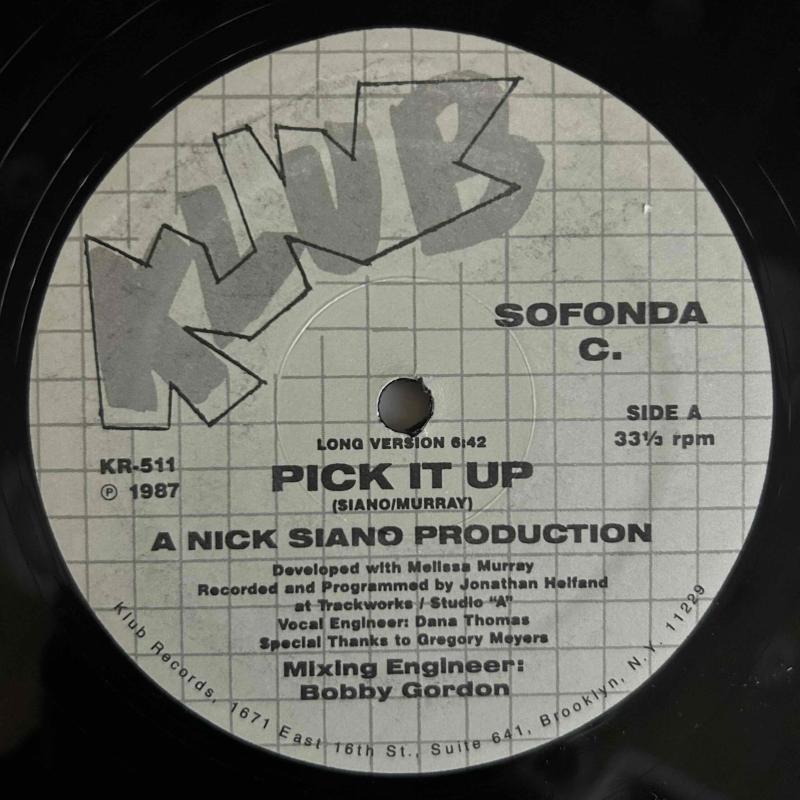 KLUB
SOFONDA
C.
SIDE A
33⅓ rpm
LONG VERSION 6:42
KR-511
℗ 1987
PICK IT UP
(SIANO/MURRAY)
A NICK SIANO PRODUCTION
Developed with Melissa Murray
Recorded and Programmed by Jonathan Helfand
at Trackworks / Studio "A"
Vocal Engineer: Dana Thomas
Special Thanks to Gregory Meyers
Mixing Engineer:
Bobby Gordon
Klub Records, 1671 East 16th St., Suite 641, Brooklyn, N.Y. 11229